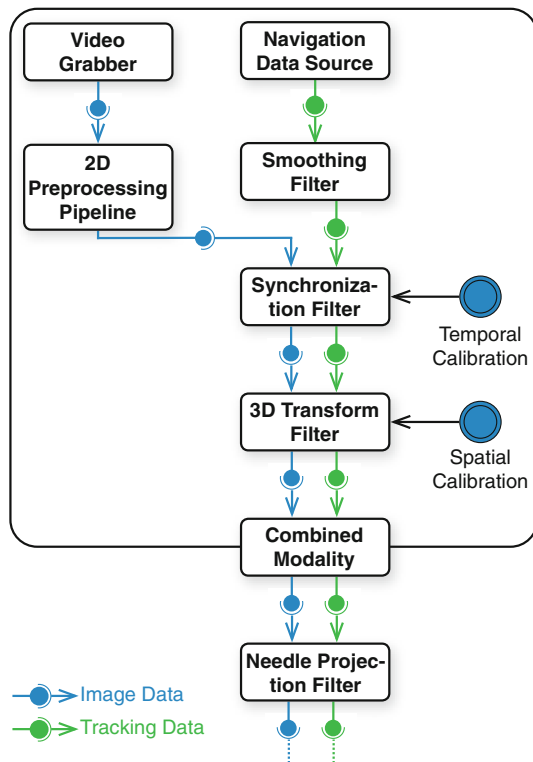 Video
Grabber
Navigation
Data Source
2D
Preprocessing
Pipeline
Smoothing
Filter
Synchroniza-
tion Filter
Temporal
Calibration
3D Transform
Filter
Spatial
Calibration
Combined
Modality
Needle Projec-
tion Filter
Image Data
Tracking Data